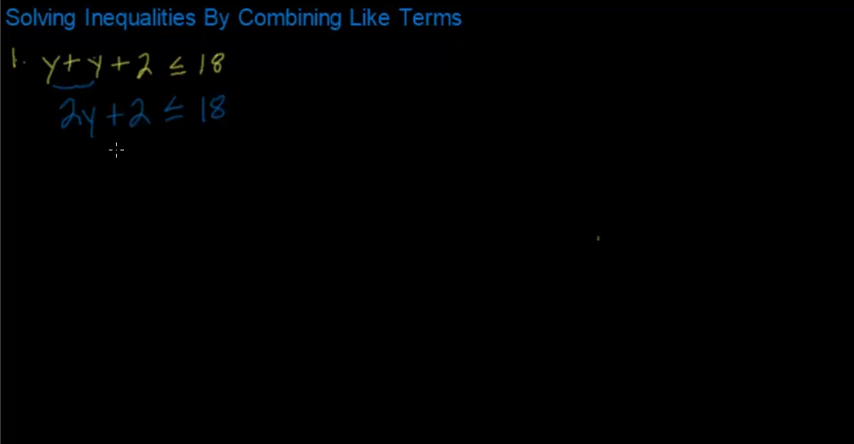 Solving Inequalities By Combining Like Terms
1. y + y + 2 ≤ 18
2y + 2 ≤ 18